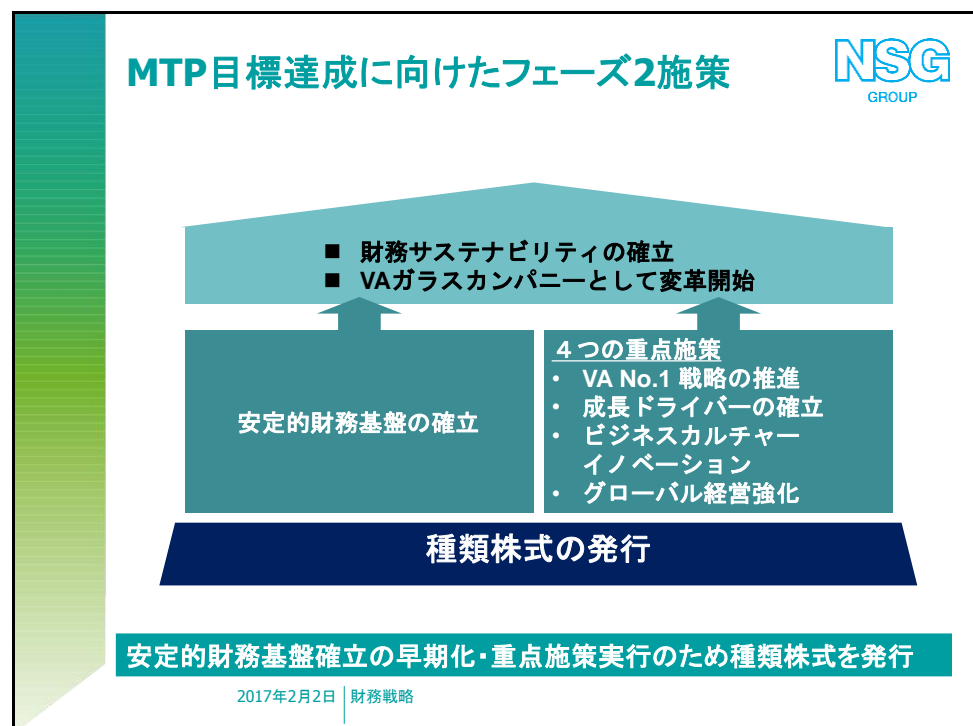 MTP目標達成に向けたフェーズ2施策
NSG
GROUP
■ 財務サステナビリティの確立
■ VAガラスカンパニーとして変革開始
安定的財務基盤の確立
４つの重点施策
• VA No.1 戦略の推進
• 成長ドライバーの確立
• ビジネスカルチャー
イノベーション
• グローバル経営強化
種類株式の発行
安定的財務基盤確立の早期化・重点施策実行のため種類株式を発行
2017年2月2日 財務戦略